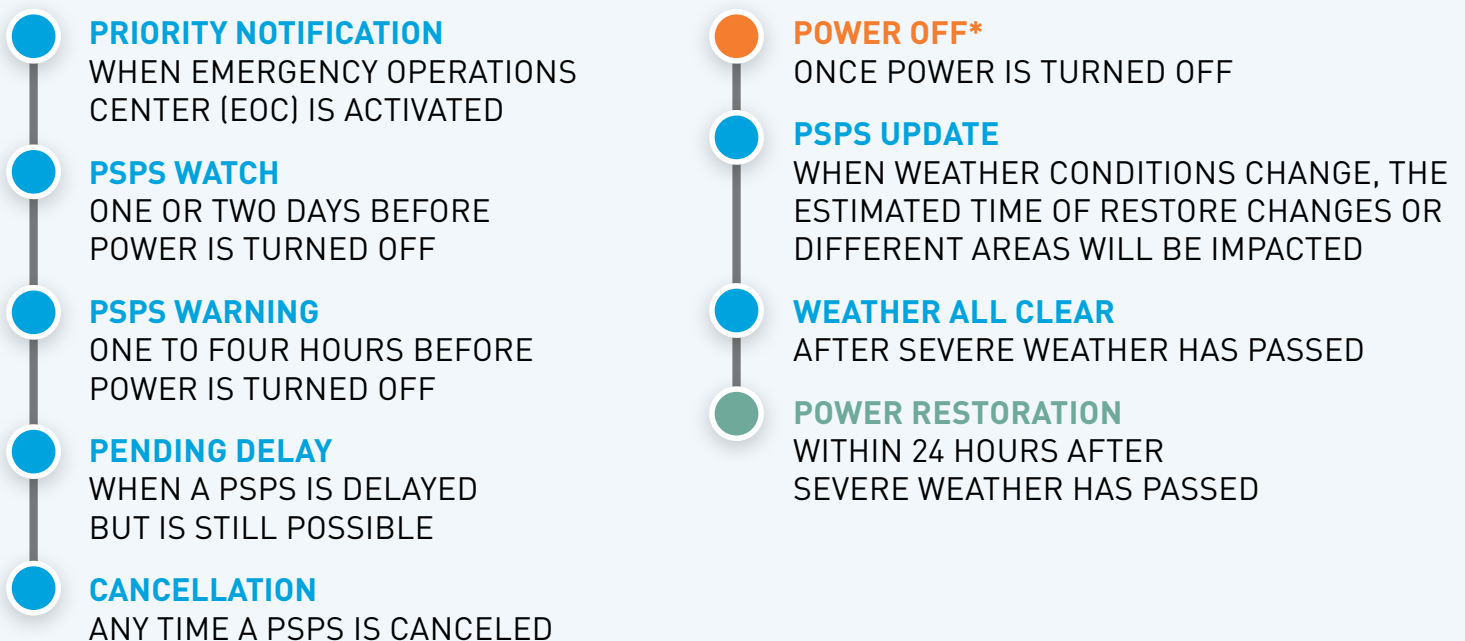 PRIORITY NOTIFICATION
WHEN EMERGENCY OPERATIONS
CENTER (EOC) IS ACTIVATED
PSPS WATCH
ONE OR TWO DAYS BEFORE
POWER IS TURNED OFF
PSPS WARNING
ONE TO FOUR HOURS BEFORE
POWER IS TURNED OFF
PENDING DELAY
WHEN A PSPS IS DELAYED
BUT IS STILL POSSIBLE
CANCELLATION
ANY TIME A PSPS IS CANCELED
POWER OFF*
ONCE POWER IS TURNED OFF
PSPS UPDATE
WHEN WEATHER CONDITIONS CHANGE, THE
ESTIMATED TIME OF RESTORE CHANGES OR
DIFFERENT AREAS WILL BE IMPACTED
WEATHER ALL CLEAR
AFTER SEVERE WEATHER HAS PASSED
POWER RESTORATION
WITHIN 24 HOURS AFTER
SEVERE WEATHER HAS PASSED